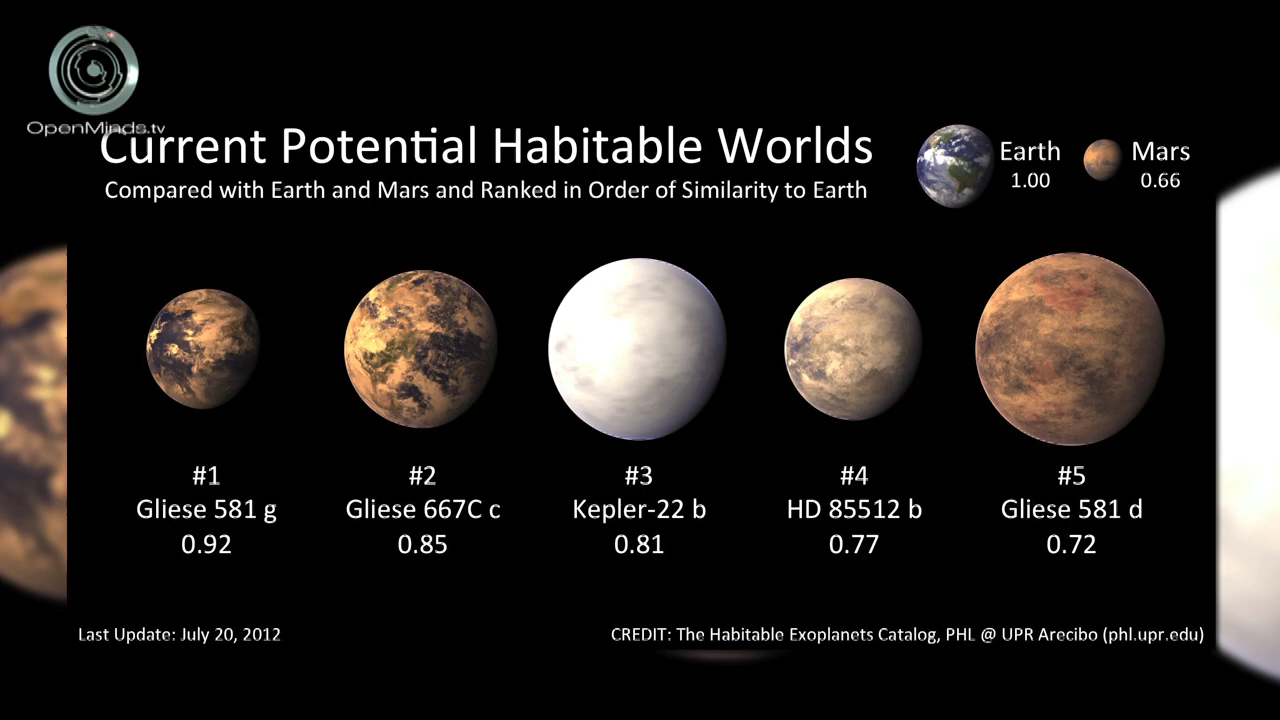 OpenMinds.tv
Current Potential Habitable Worlds
Compared with Earth and Mars and Ranked in Order of Similarity to Earth
Earth
1.00
Mars
0.66
#1
Gliese 581 g
0.92
#2
Gliese 667C c
0.85
#3
Kepler-22 b
0.81
#4
HD 85512 b
0.77
#5
Gliese 581 d
0.72
Last Update: July 20, 2012
CREDIT: The Habitable Exoplanets Catalog, PHL @ UPR Arecibo (phl.upr.edu)